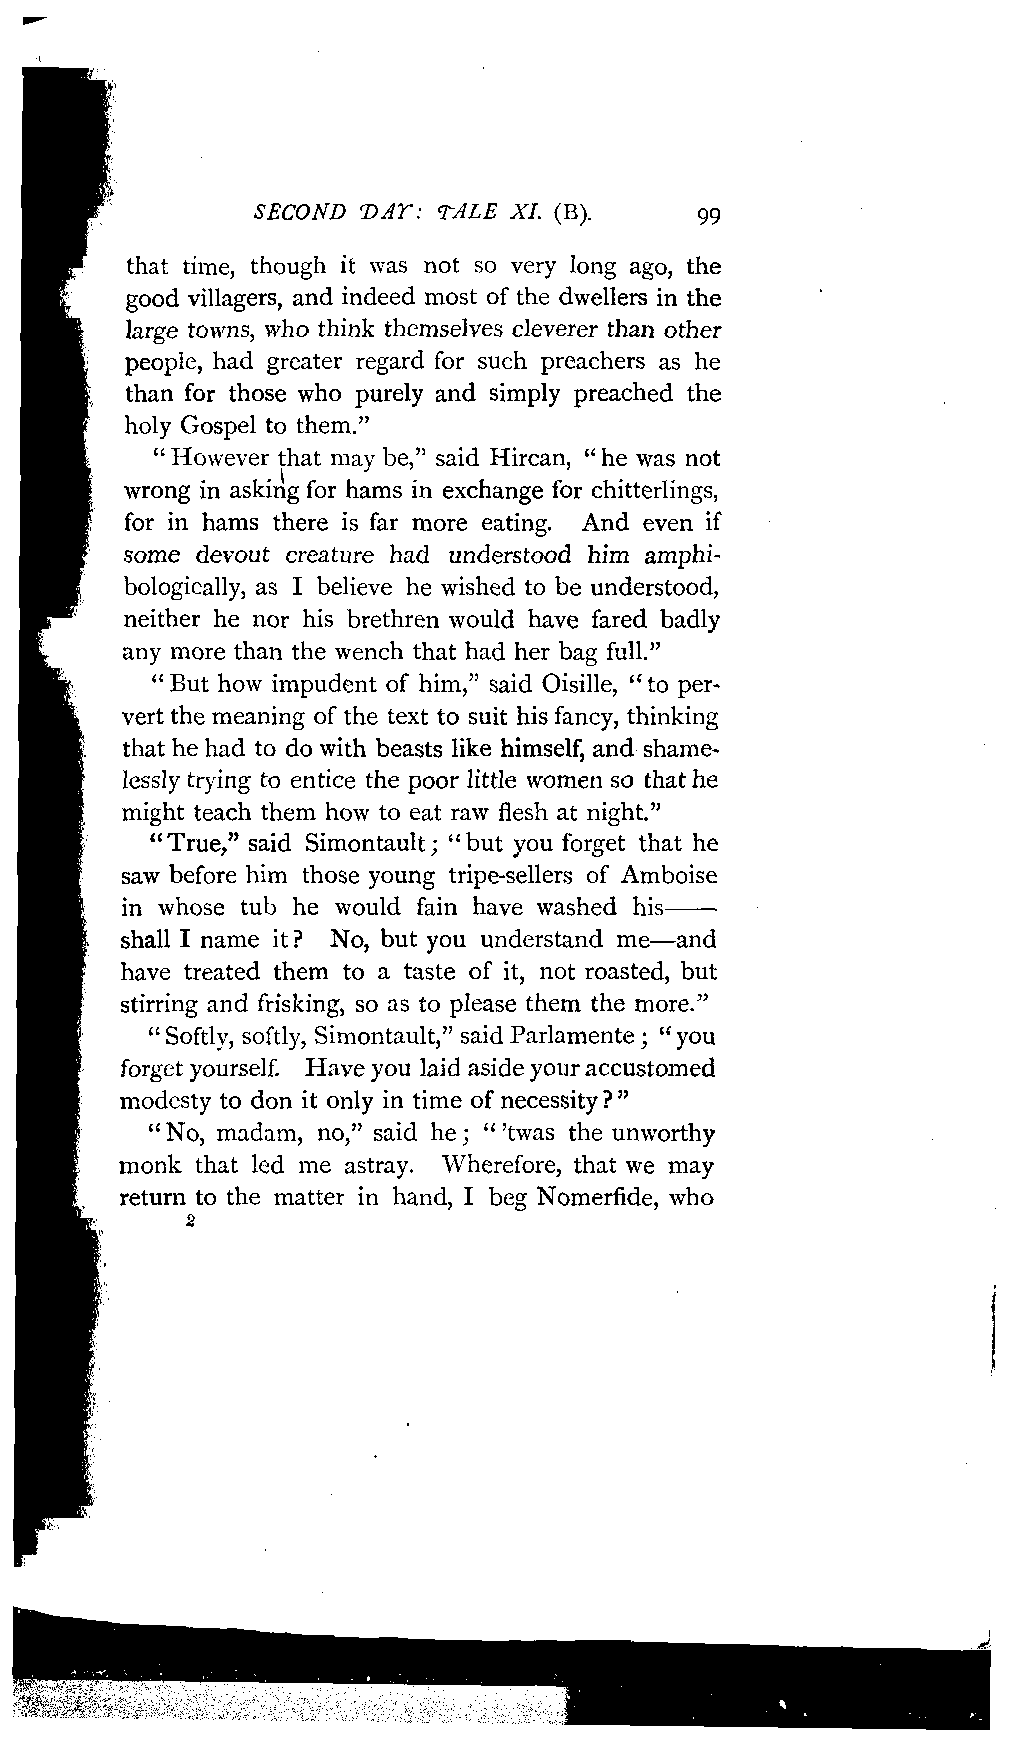 SECOND DAY: TALE XI. (B). 99
that time, though it was not so very long ago, the
good villagers, and indeed most of the dwellers in the
large towns, who think themselves cleverer than other
people, had greater regard for such preachers as he
than for those who purely and simply preached the
holy Gospel to them."
"However that may be," said Hircan, "he was not
wrong in asking for hams in exchange for chitterlings,
for in hams there is far more eating. And even if
some devout creature had understood him amphi-
bologically, as I believe he wished to be understood,
neither he nor his brethren would have fared badly
any more than the wench that had her bag full."
"But how impudent of him," said Oisille, "to per-
vert the meaning of the text to suit his fancy, thinking
that he had to do with beasts like himself, and shame-
lessly trying to entice the poor little women so that he
might teach them how to eat raw flesh at night."
"True," said Simontault; "but you forget that he
saw before him those young tripe-sellers of Amboise
in whose tub he would fain have washed his——
shall I name it? No, but you understand me—and
have treated them to a taste of it, not roasted, but
stirring and frisking, so as to please them the more."
"Softly, softly, Simontault," said Parlamente; "you
forget yourself. Have you laid aside your accustomed
modesty to don it only in time of necessity?"
"No, madam, no," said he; "'twas the unworthy
monk that led me astray. Wherefore, that we may
return to the matter in hand, I beg Nomerfide, who
2